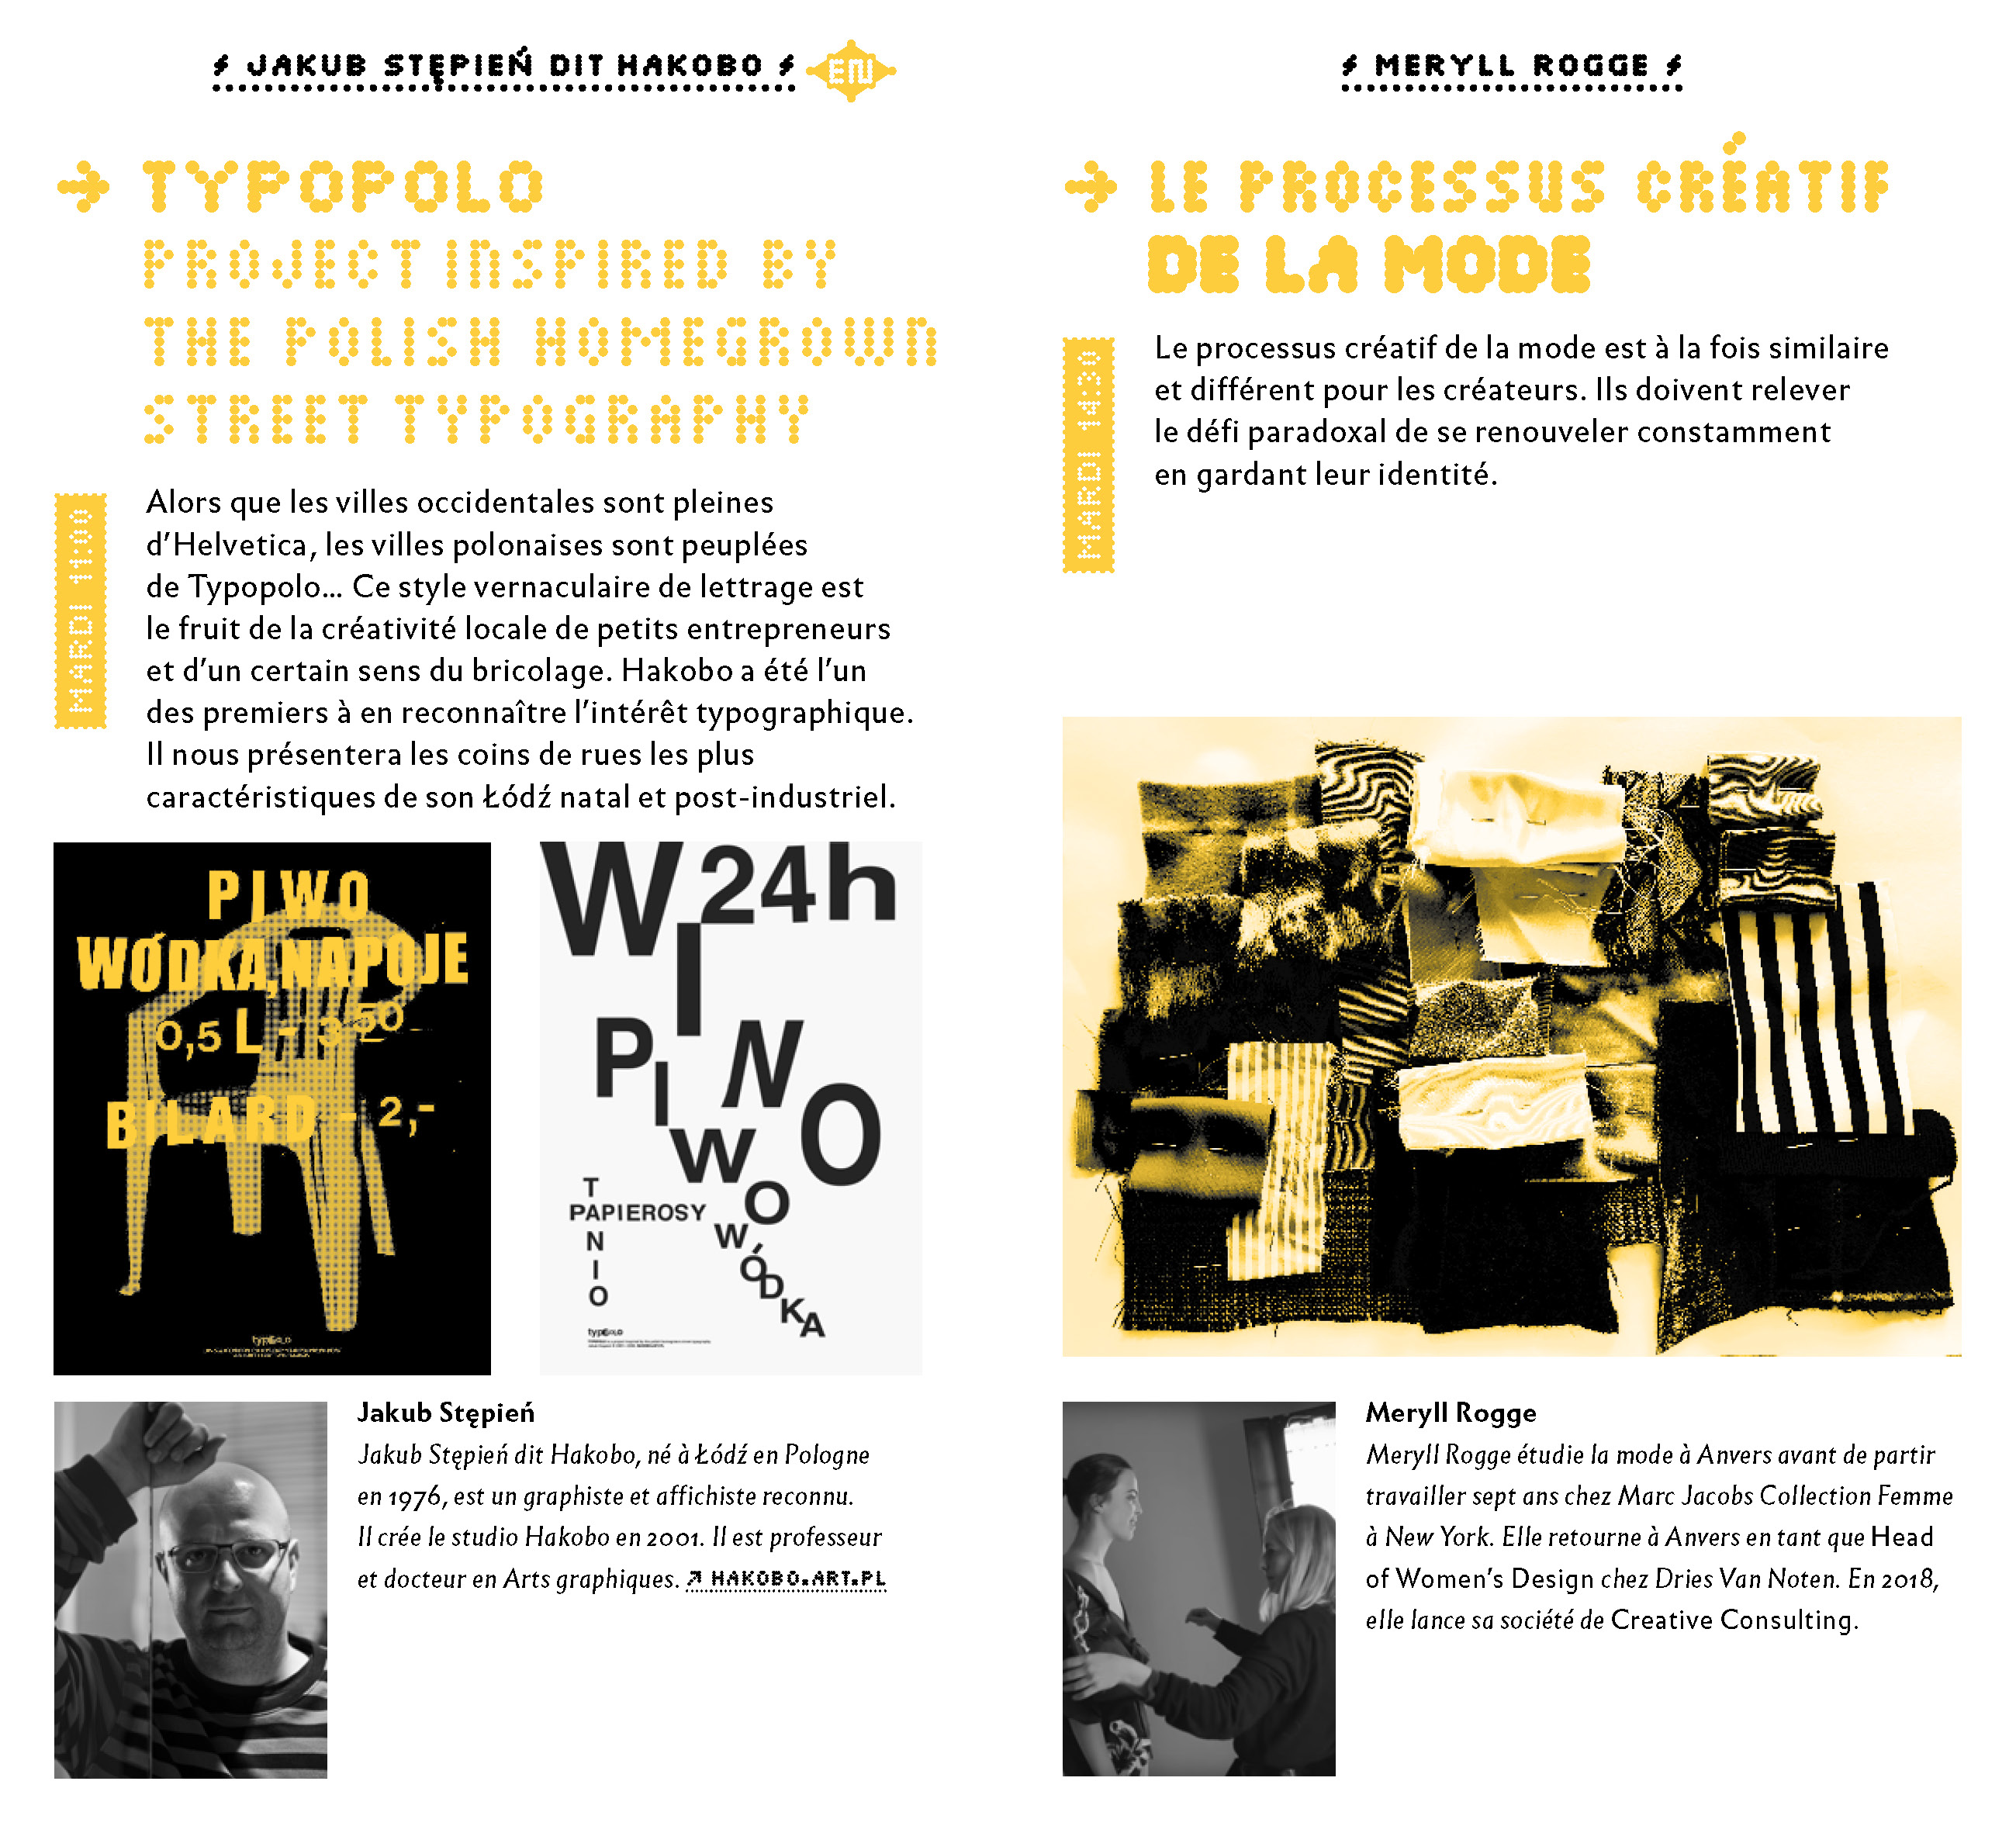 JAKUB STĘPIEŃ DIT HAKOBO
EN
→ TYPOPOLO
PROJECT INSPIRED BY
THE POLISH HOMEGROWN
STREET TYPOGRAPHY
MARDI 11:00
Alors que les villes occidentales sont pleines
d’Helvetica, les villes polonaises sont peuplées
de Typopolo… Ce style vernaculaire de lettrage est
le fruit de la créativité locale de petits entrepreneurs
et d’un certain sens du bricolage. Hakobo a été l’un
des premiers à en reconnaître l’intérêt typographique.
Il nous présentera les coins de rues les plus
caractéristiques de son Łódź natal et post-industriel.
PIWO
WÓDKA,NAPOJE
0,5 L - 3 50
BILARD - 2,-
24h
WINO
PIWO
WÓDKA
PAPIEROSY
TANIO
Jakub Stępień
Jakub Stępień dit Hakobo, né à Łódź en Pologne
en 1976, est un graphiste et affichiste reconnu.
Il crée le studio Hakobo en 2001. Il est professeur
et docteur en Arts graphiques. ↗ HAKOBO.ART.PL
MERYLL ROGGE
→ LE PROCESSUS CRÉATIF
DE LA MODE
MARDI 14:30
Le processus créatif de la mode est à la fois similaire
et différent pour les créateurs. Ils doivent relever
le défi paradoxal de se renouveler constamment
en gardant leur identité.
Meryll Rogge
Meryll Rogge étudie la mode à Anvers avant de partir
travailler sept ans chez Marc Jacobs Collection Femme
à New York. Elle retourne à Anvers en tant que Head
of Women’s Design chez Dries Van Noten. En 2018,
elle lance sa société de Creative Consulting.